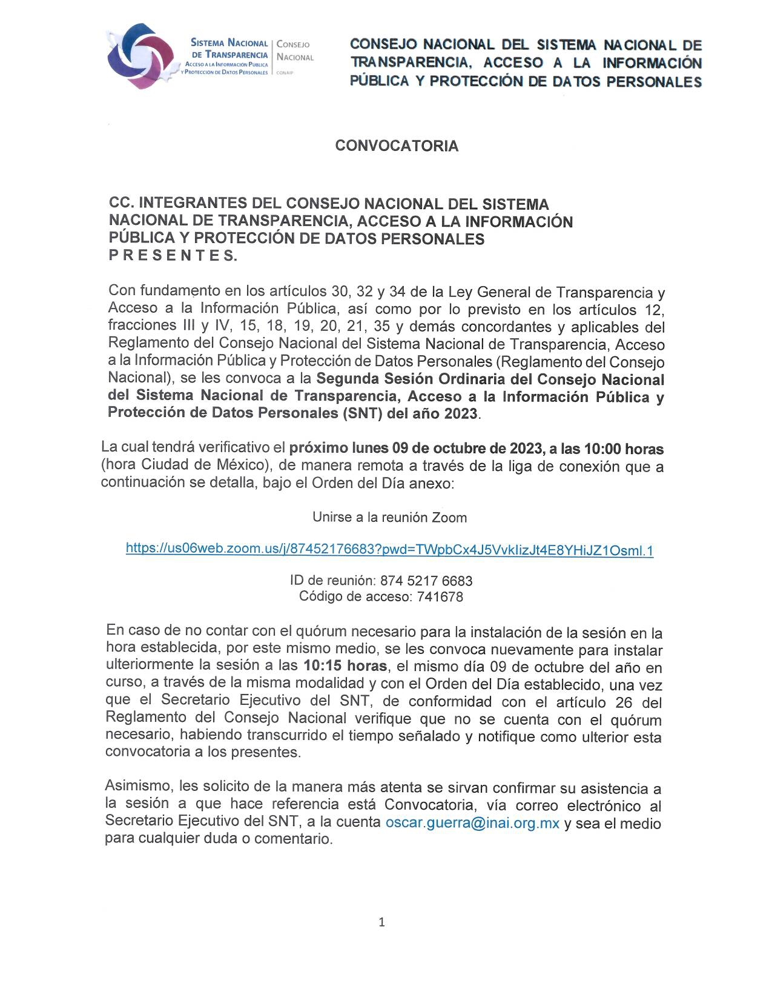 SISTEMA NACIONAL
DE TRANSPARENCIA
ACCESO A LA INFORMACIÓN PÚBLICA
Y PROTECCIÓN DE DATOS PERSONALES
CONSEJO
NACIONAL
CONAIP
CONSEJO NACIONAL DEL SISTEMA NACIONAL DE
TRANSPARENCIA, ACCESO A LA INFORMACIÓN
PÚBLICA Y PROTECCIÓN DE DATOS PERSONALES
CONVOCATORIA
CC. INTEGRANTES DEL CONSEJO NACIONAL DEL SISTEMA
NACIONAL DE TRANSPARENCIA, ACCESO A LA INFORMACIÓN
PÚBLICA Y PROTECCIÓN DE DATOS PERSONALES
P R E S E N T E S.
Con fundamento en los artículos 30, 32 y 34 de la Ley General de Transparencia y
Acceso a la Información Pública, así como por lo previsto en los artículos 12,
fracciones III y IV, 15, 18, 19, 20, 21, 35 y demás concordantes y aplicables del
Reglamento del Consejo Nacional del Sistema Nacional de Transparencia, Acceso
a la Información Pública y Protección de Datos Personales (Reglamento del Consejo
Nacional), se les convoca a la Segunda Sesión Ordinaria del Consejo Nacional
del Sistema Nacional de Transparencia, Acceso a la Información Pública y
Protección de Datos Personales (SNT) del año 2023.
La cual tendrá verificativo el próximo lunes 09 de octubre de 2023, a las 10:00 horas
(hora Ciudad de México), de manera remota a través de la liga de conexión que a
continuación se detalla, bajo el Orden del Día anexo:
Unirse a la reunión Zoom
https://us06web.zoom.us/j/87452176683?pwd=TWpbCx4J5VvkIizJt4E8YHiJZ1OsmI.1
ID de reunión: 874 5217 6683
Código de acceso: 741678
En caso de no contar con el quórum necesario para la instalación de la sesión en la
hora establecida, por este mismo medio, se les convoca nuevamente para instalar
ulteriormente la sesión a las 10:15 horas, el mismo día 09 de octubre del año en
curso, a través de la misma modalidad y con el Orden del Día establecido, una vez
que el Secretario Ejecutivo del SNT, de conformidad con el artículo 26 del
Reglamento del Consejo Nacional verifique que no se cuenta con el quórum
necesario, habiendo transcurrido el tiempo señalado y notifique como ulterior esta
convocatoria a los presentes.
Asimismo, les solicito de la manera más atenta se sirvan confirmar su asistencia a
la sesión a que hace referencia está Convocatoria, vía correo electrónico al
Secretario Ejecutivo del SNT, a la cuenta oscar.guerra@inai.org.mx y sea el medio
para cualquier duda o comentario.
1